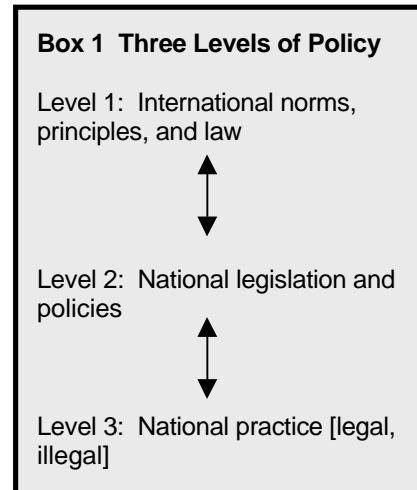 Box 1  Three Levels of Policy
Level 1:  International norms,
principles, and law
Level 2:  National legislation and
policies
Level 3:  National practice [legal,
illegal]